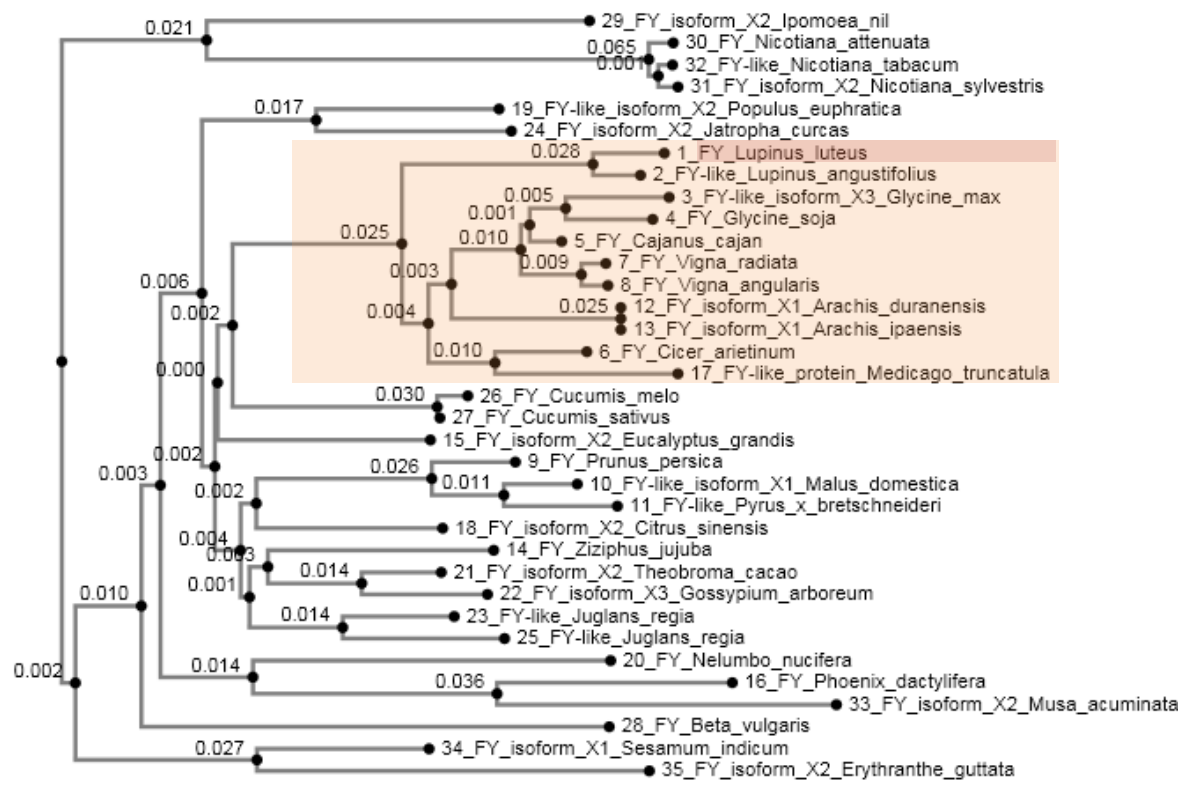 0.021
29_FY_isoform_X2_Ipomoea_nil
0.065
30_FY_Nicotiana_attenuata
0.001
32_FY-like_Nicotiana_tabacum
31_FY_isoform_X2_Nicotiana_sylvestris
0.017
19_FY-like_isoform_X2_Populus_euphratica
24_FY_isoform_X2_Jatropha_curcas
0.028
1_FY_Lupinus_luteus
2_FY-like_Lupinus_angustifolius
0.005
3_FY-like_isoform_X3_Glycine_max
0.001
4_FY_Glycine_soja
0.025
0.010
5_FY_Cajanus_cajan
0.009
7_FY_Vigna_radiata
0.003
8_FY_Vigna_angularis
0.006
0.025
12_FY_isoform_X1_Arachis_duranensis
0.002
0.004
13_FY_isoform_X1_Arachis_ipaensis
0.010
6_FY_Cicer_arietinum
0.000
17_FY-like_protein_Medicago_truncatula
0.030
26_FY_Cucumis_melo
27_FY_Cucumis_sativus
15_FY_isoform_X2_Eucalyptus_grandis
0.002
0.026
9_FY_Prunus_persica
0.003
0.011
10_FY-like_isoform_X1_Malus_domestica
0.002
11_FY-like_Pyrus_x_bretschneideri
18_FY_isoform_X2_Citrus_sinensis
0.004
14_FY_Ziziphus_jujuba
0.003
0.014
21_FY_isoform_X2_Theobroma_cacao
0.001
22_FY_isoform_X3_Gossypium_arboreum
0.010
0.014
23_FY-like_Juglans_regia
25_FY-like_Juglans_regia
0.002
0.014
20_FY_Nelumbo_nucifera
0.036
16_FY_Phoenix_dactylifera
33_FY_isoform_X2_Musa_acuminata
28_FY_Beta_vulgaris
0.027
34_FY_isoform_X1_Sesamum_indicum
35_FY_isoform_X2_Erythranthe_guttata